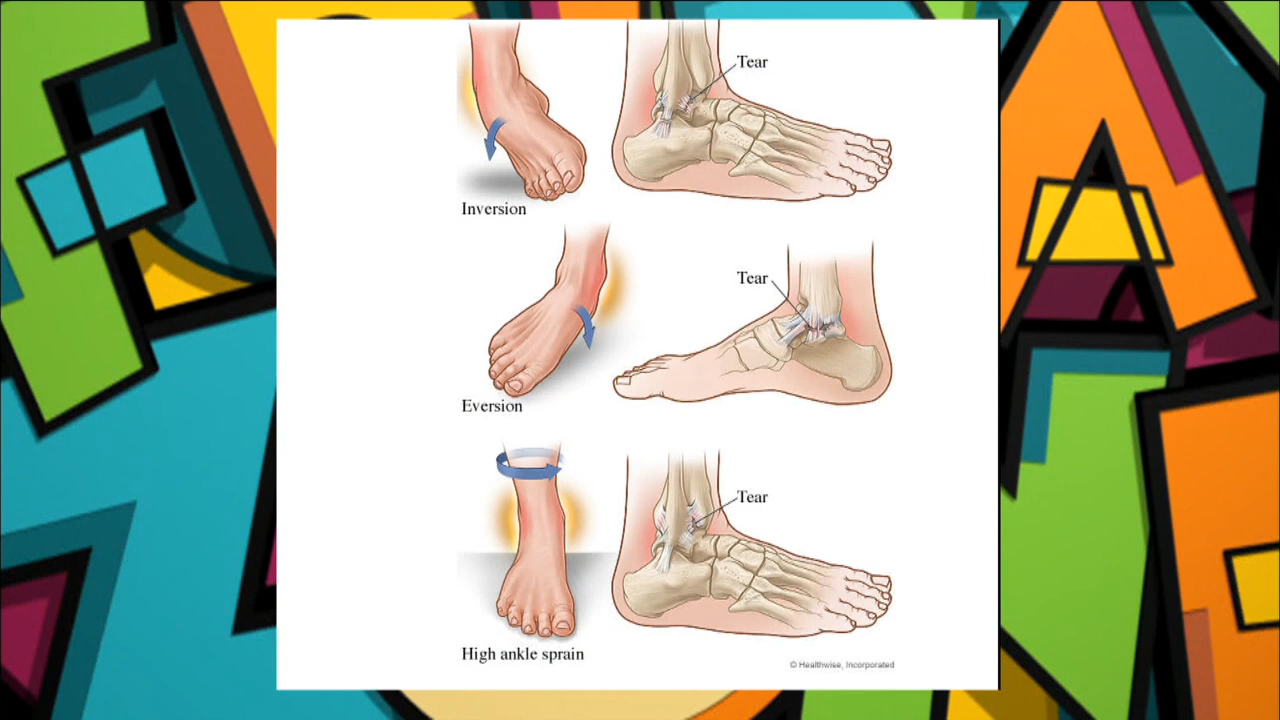 Tear
Inversion
Tear
Eversion
Tear
High ankle sprain
© Healthwise, Incorporated